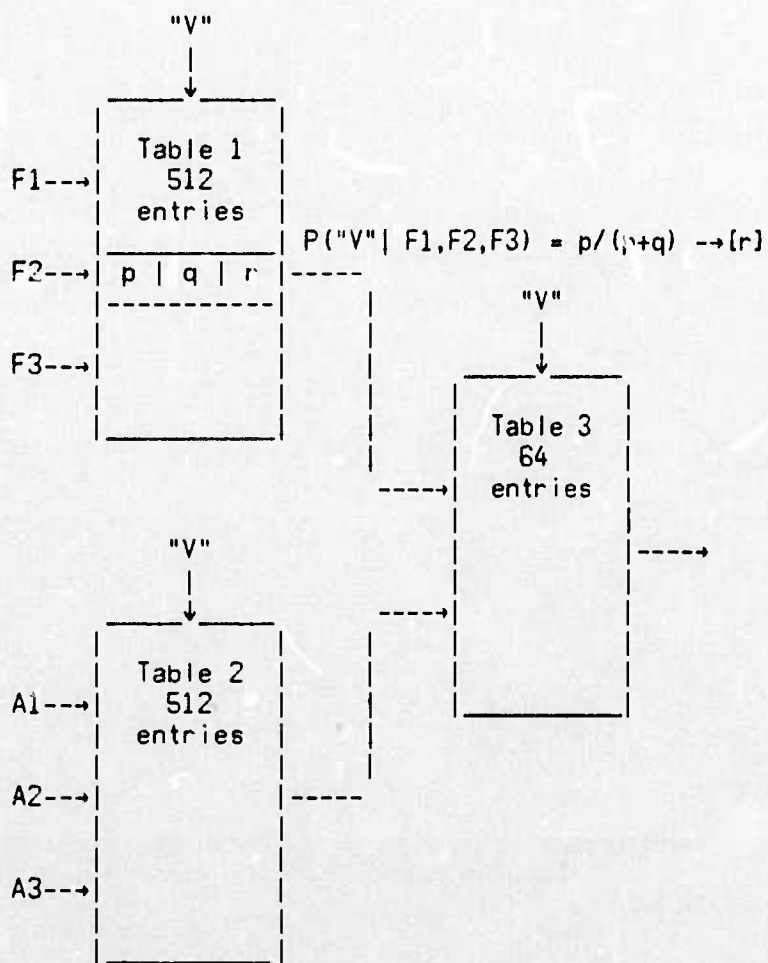 "V"
Table 1
512
entries
F1
F2
p | q | r
F3
P("V"| F1,F2,F3) = p/(p+q) →[r]
"V"
Table 3
64
entries
"V"
Table 2
512
entries
A1
A2
A3